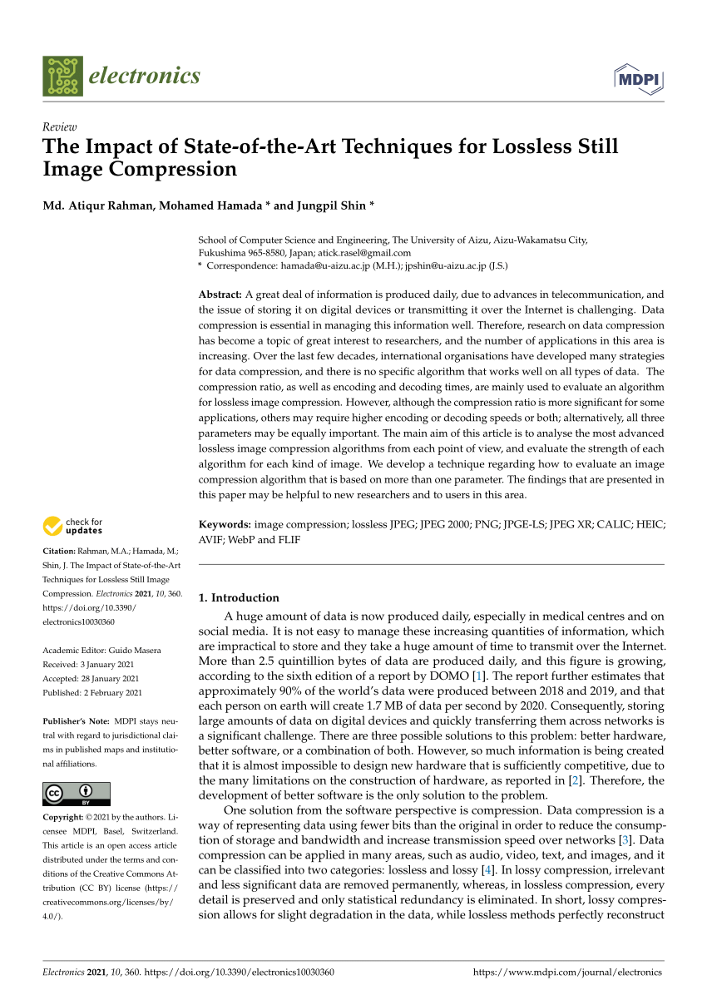 electronics
MDPI
Review
The Impact of State-of-the-Art Techniques for Lossless Still
Image Compression
Md. Atiqur Rahman, Mohamed Hamada * and Jungpil Shin *
School of Computer Science and Engineering, The University of Aizu, Aizu-Wakamatsu City,
Fukushima 965-8580, Japan; atick.rasel@gmail.com
* Correspondence: hamada@u-aizu.ac.jp (M.H.); jpshin@u-aizu.ac.jp (J.S.)
Abstract: A great deal of information is produced daily, due to advances in telecommunication, and
the issue of storing it on digital devices or transmitting it over the Internet is challenging. Data
compression is essential in managing this information well. Therefore, research on data compression
has become a topic of great interest to researchers, and the number of applications in this area is
increasing. Over the last few decades, international organisations have developed many strategies
for data compression, and there is no specific algorithm that works well on all types of data. The
compression ratio, as well as encoding and decoding times, are mainly used to evaluate an algorithm
for lossless image compression. However, although the compression ratio is more significant for some
applications, others may require higher encoding or decoding speeds or both; alternatively, all three
parameters may be equally important. The main aim of this article is to analyse the most advanced
lossless image compression algorithms from each point of view, and evaluate the strength of each
algorithm for each kind of image. We develop a technique regarding how to evaluate an image
compression algorithm that is based on more than one parameter. The findings that are presented in
this paper may be helpful to new researchers and to users in this area.
Keywords: image compression; lossless JPEG; JPEG 2000; PNG; JPGE-LS; JPEG XR; CALIC; HEIC;
AVIF; WebP and FLIF
check for
updates
Citation: Rahman, M.A.; Hamada, M.;
Shin, J. The Impact of State-of-the-Art
Techniques for Lossless Still Image
Compression. Electronics 2021, 10, 360.
https://doi.org/10.3390/
electronics10030360
Academic Editor: Guido Masera
Received: 3 January 2021
Accepted: 28 January 2021
Published: 2 February 2021
Publisher's Note: MDPI stays neu-
tral with regard to jurisdictional clai-
ms in published maps and institutio-
nal affiliations.
cc
BY
Copyright: © 2021 by the authors. Li-
censee MDPI, Basel, Switzerland.
This article is an open access article
distributed under the terms and con-
ditions of the Creative Commons At-
tribution (CC BY) license (https://
creativecommons.org/licenses/by/
4.0/).
1. Introduction
A huge amount of data is now produced daily, especially in medical centres and on
social media. It is not easy to manage these increasing quantities of information, which
are impractical to store and they take a huge amount of time to transmit over the Internet.
More than 2.5 quintillion bytes of data are produced daily, and this figure is growing,
according to the sixth edition of a report by DOMO [1]. The report further estimates that
approximately 90% of the world's data were produced between 2018 and 2019, and that
each person on earth will create 1.7 MB of data per second by 2020. Consequently, storing
large amounts of data on digital devices and quickly transferring them across networks is
a significant challenge. There are three possible solutions to this problem: better hardware,
better software, or a combination of both. However, so much information is being created
that it is almost impossible to design new hardware that is sufficiently competitive, due to
the many limitations on the construction of hardware, as reported in [2]. Therefore, the
development of better software is the only solution to the problem.
One solution from the software perspective is compression. Data compression is a
way of representing data using fewer bits than the original in order to reduce the consump-
tion of storage and bandwidth and increase transmission speed over networks [3]. Data
compression can be applied in many areas, such as audio, video, text, and images, and it
can be classified into two categories: lossless and lossy [4]. In lossy compression, irrelevant
and less significant data are removed permanently, whereas, in lossless compression, every
detail is preserved and only statistical redundancy is eliminated. In short, lossy compres-
sion allows for slight degradation in the data, while lossless methods perfectly reconstruct
Electronics 2021, 10, 360. https://doi.org/10.3390/electronics10030360
https://www.mdpi.com/journal/electronics